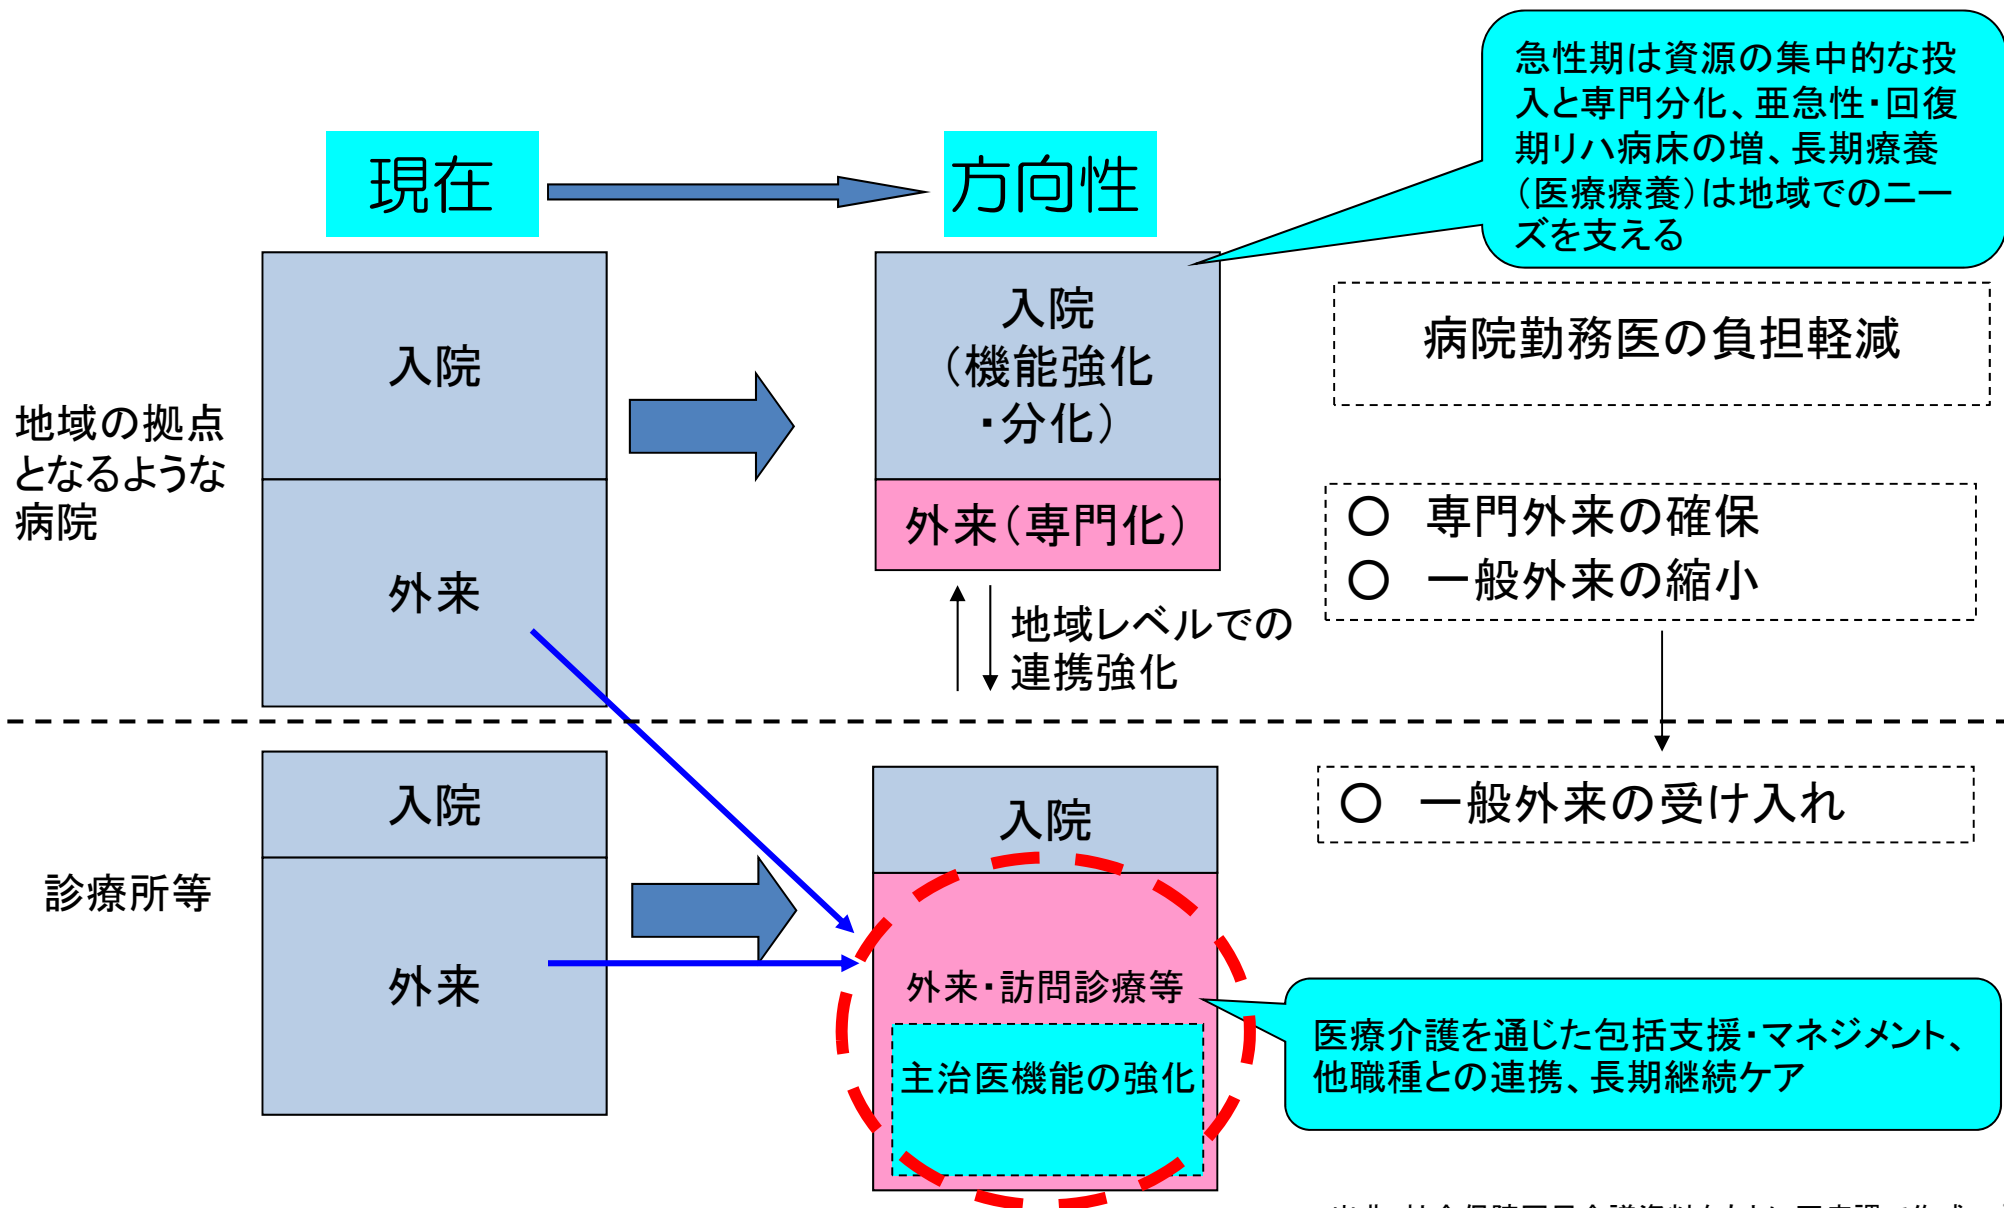 現在
方向性
急性期は資源の集中的な投
入と専門分化、亜急性・回復
期リハ病床の増、長期療養
（医療療養）は地域でのニー
ズを支える
地域の拠点
となるような
病院
入院
外来
入院
（機能強化
・分化）
外来（専門化）
病院勤務医の負担軽減
○　専門外来の確保
○　一般外来の縮小
地域レベルでの
連携強化
診療所等
入院
外来
入院
外来・訪問診療等
主治医機能の強化
○　一般外来の受け入れ
医療介護を通じた包括支援・マネジメント、
他職種との連携、長期継続ケア